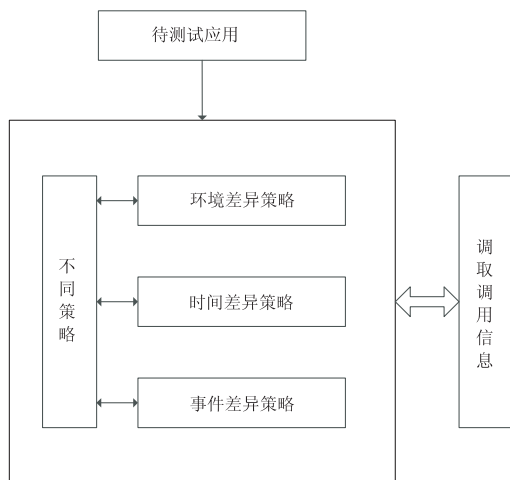 待测试应用
环境差异策略
不同策略
时间差异策略
事件差异策略
调取调用信息